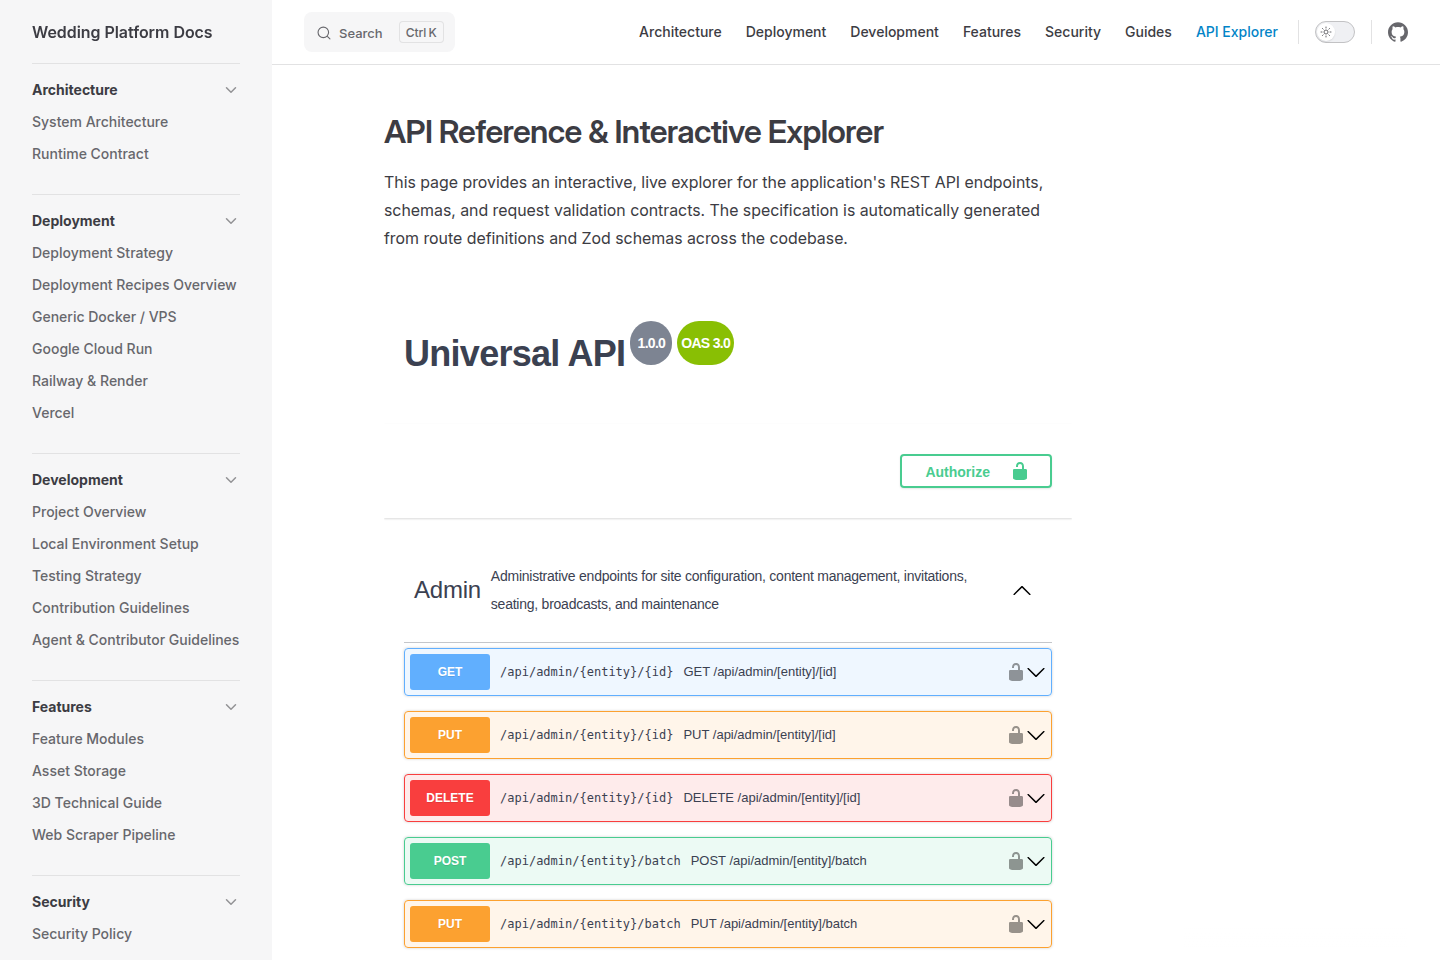 Wedding Platform Docs
Search
Ctrl K
Architecture
Deployment
Development
Features
Security
Guides
API Explorer
Architecture
System Architecture
Runtime Contract
Deployment
Deployment Strategy
Deployment Recipes Overview
Generic Docker / VPS
Google Cloud Run
Railway & Render
Vercel
Development
Project Overview
Local Environment Setup
Testing Strategy
Contribution Guidelines
Agent & Contributor Guidelines
Features
Feature Modules
Asset Storage
3D Technical Guide
Web Scraper Pipeline
Security
Security Policy
API Reference & Interactive Explorer
This page provides an interactive, live explorer for the application's REST API endpoints,
schemas, and request validation contracts. The specification is automatically generated
from route definitions and Zod schemas across the codebase.
Universal API 1.0.0 OAS 3.0
Authorize
Admin
Administrative endpoints for site configuration, content management, invitations,
seating, broadcasts, and maintenance
GET /api/admin/{entity}/{id} GET /api/admin/[entity]/[id]
PUT /api/admin/{entity}/{id} PUT /api/admin/[entity]/[id]
DELETE /api/admin/{entity}/{id} DELETE /api/admin/[entity]/[id]
POST /api/admin/{entity}/batch POST /api/admin/[entity]/batch
PUT /api/admin/{entity}/batch PUT /api/admin/[entity]/batch